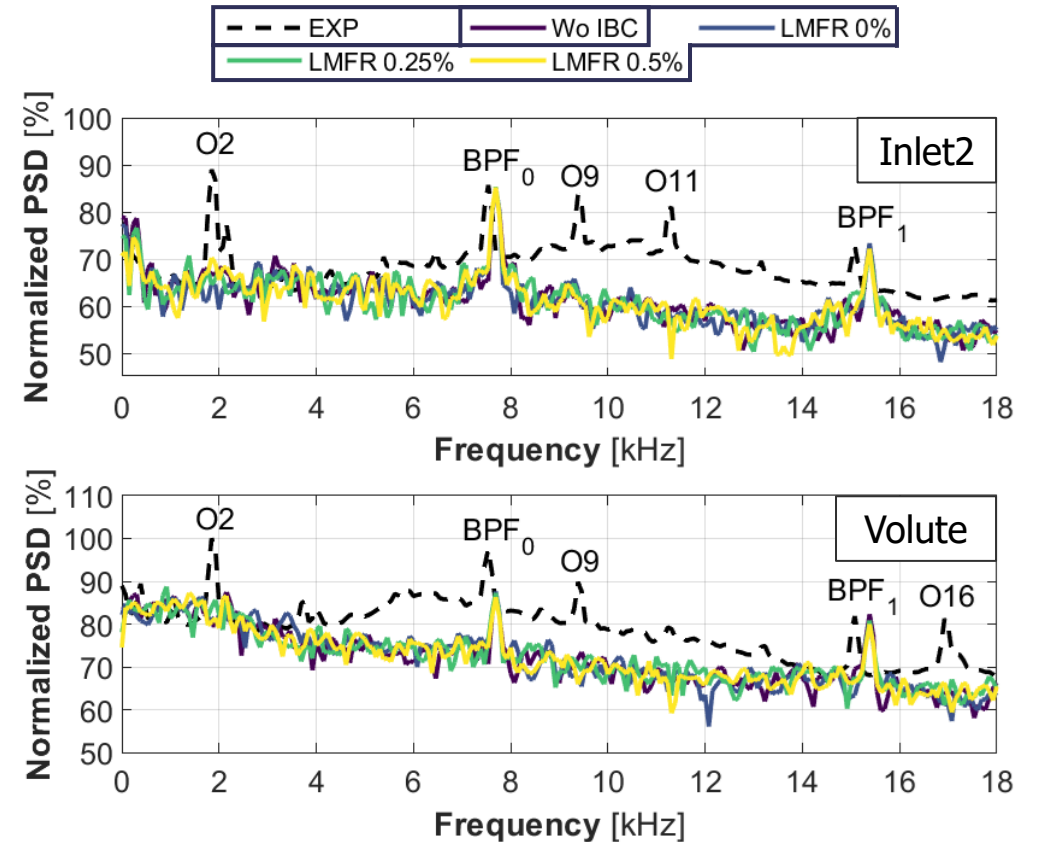 EXP Wo IBC LMFR 0%
LMFR 0.25% LMFR 0.5%
100
90
80
70
60
50
Normalized PSD [%]
O2 BPF0 O9 O11 BPF1
Inlet2
0 2 4 6 8 10 12 14 16 18
Frequency [kHz]
110
100
90
80
70
60
50
Normalized PSD [%]
O2 BPF0 O9 BPF1 O16
Volute
0 2 4 6 8 10 12 14 16 18
Frequency [kHz]